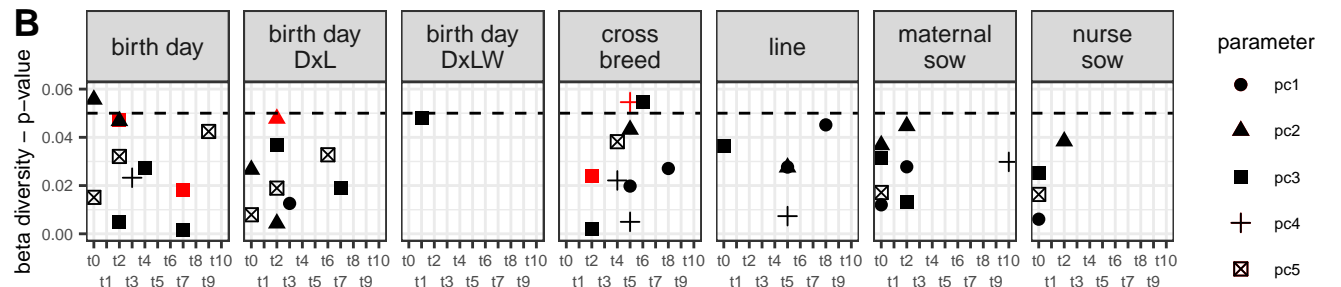 B
birth day
birth day
DxL
birth day
DxLW
cross
breed
line
maternal
sow
nurse
sow
beta diversity – p–value
0.06
0.04
0.02
0.00
t0 t2 t4 t6 t8 t10
t1 t3 t5 t7 t9
t0 t2 t4 t6 t8 t10
t1 t3 t5 t7 t9
t0 t2 t4 t6 t8 t10
t1 t3 t5 t7 t9
t0 t2 t4 t6 t8 t10
t1 t3 t5 t7 t9
t0 t2 t4 t6 t8 t10
t1 t3 t5 t7 t9
t0 t2 t4 t6 t8 t10
t1 t3 t5 t7 t9
t0 t2 t4 t6 t8 t10
t1 t3 t5 t7 t9
parameter
pc1
pc2
pc3
pc4
pc5